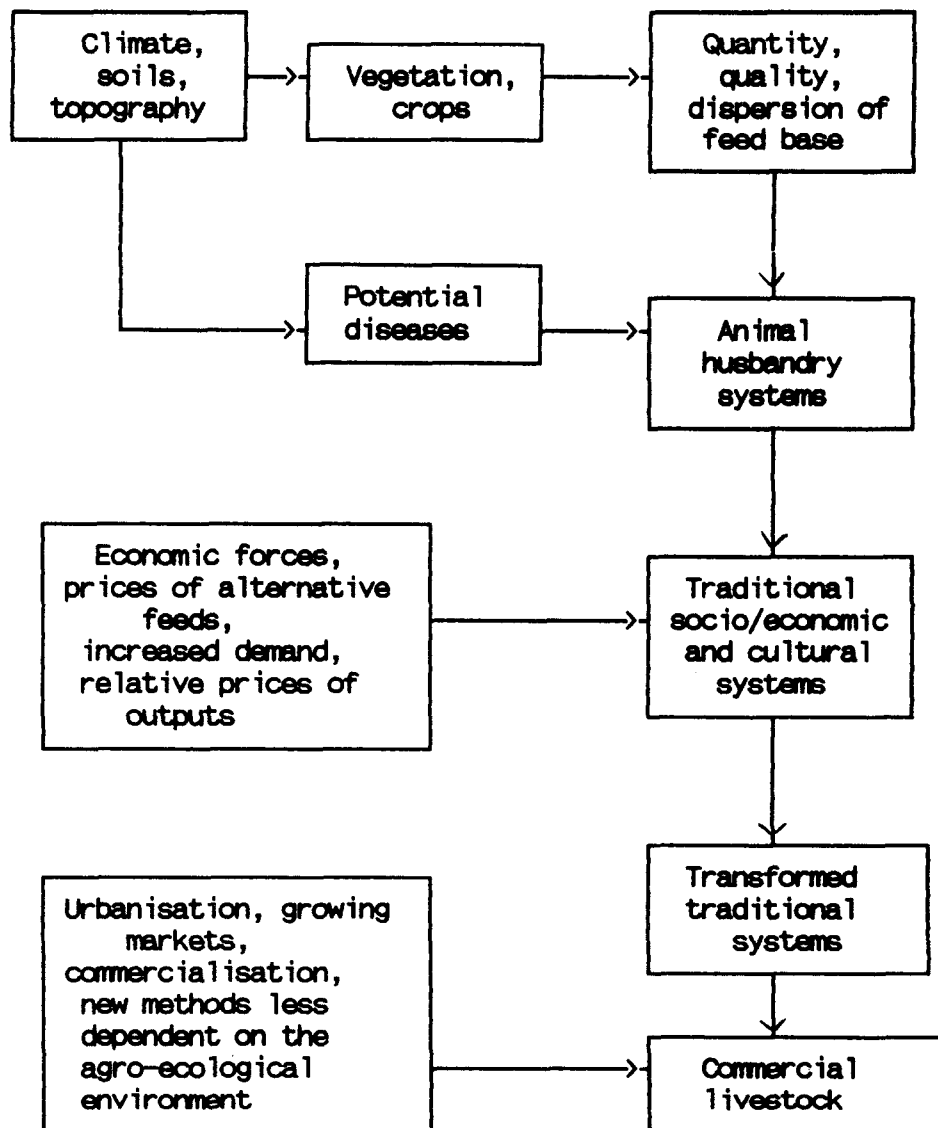 Climate,
soils,
topography
Vegetation,
crops
Quantity,
quality,
dispersion of
feed base
Potential
diseases
Animal
husbandry
systems
Economic forces,
prices of alternative
feeds,
increased demand,
relative prices of
outputs
Traditional
socio/economic
and cultural
systems
Transformed
traditional
systems
Urbanisation, growing
markets,
commercialisation,
new methods less
dependent on the
agro-ecological
environment
Commercial
livestock